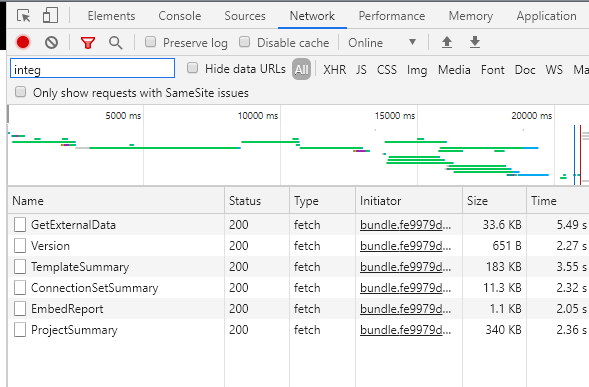 Elements Console Sources Network Performance Memory Application
Preserve log Disable cache Online
integ Hide data URLs All XHR JS CSS Img Media Font Doc WS Ma
Only show requests with SameSite issues
5000 ms 10000 ms 15000 ms 20000 ms
Name Status Type Initiator Size Time
GetExternalData 200 fetch bundle.fe9979d... 33.6 KB 5.49 s
Version 200 fetch bundle.fe9979d... 651 B 2.27 s
TemplateSummary 200 fetch bundle.fe9979d... 183 KB 3.55 s
ConnectionSetSummary 200 fetch bundle.fe9979d... 11.3 KB 2.32 s
EmbedReport 200 fetch bundle.fe9979d... 1.1 KB 2.05 s
ProjectSummary 200 fetch bundle.fe9979d... 340 KB 2.36 s